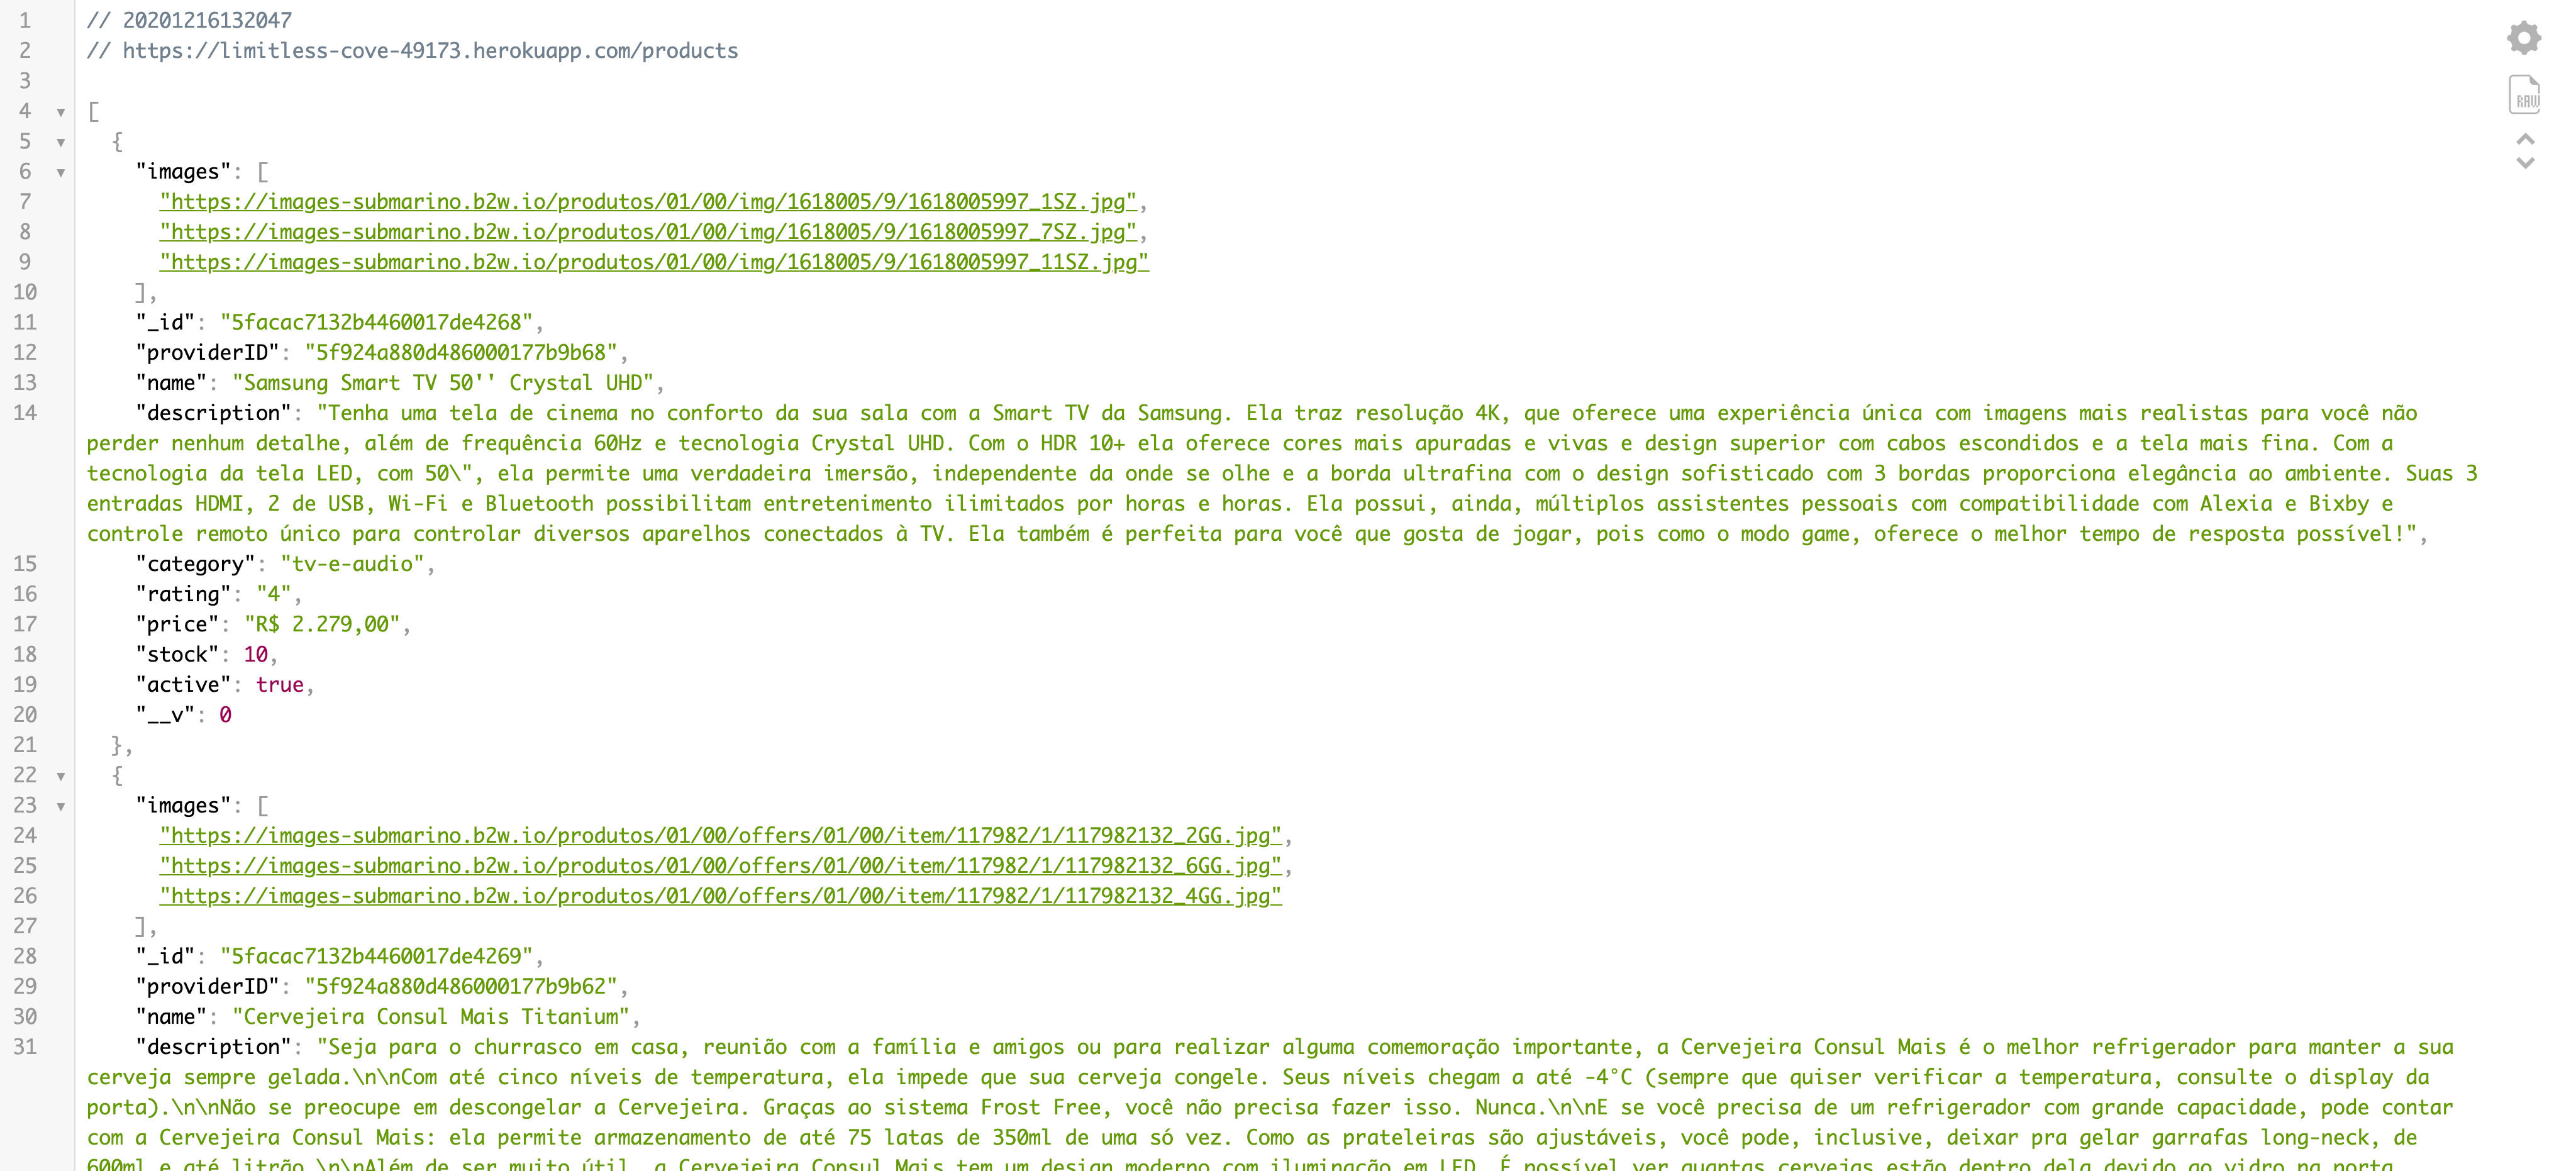 1 // 20201216132047
2 // https://limitless-cove-49173.herokuapp.com/products
3
4 ▾ [
5 ▾ {
6 ▾ "images": [
7 "https://images-submarino.b2w.io/produtos/01/00/img/1618005/9/1618005997_1SZ.jpg",
8 "https://images-submarino.b2w.io/produtos/01/00/img/1618005/9/1618005997_7SZ.jpg",
9 "https://images-submarino.b2w.io/produtos/01/00/img/1618005/9/1618005997_11SZ.jpg"
10 ],
11 "_id": "5facac7132b4460017de4268",
12 "providerID": "5f924a880d486000177b9b68",
13 "name": "Samsung Smart TV 50'' Crystal UHD",
14 "description": "Tenha uma tela de cinema no conforto da sua sala com a Smart TV da Samsung. Ela traz resolução 4K, que oferece uma experiência única com imagens mais realistas para você não
perder nenhum detalhe, além de frequência 60Hz e tecnologia Crystal UHD. Com o HDR 10+ ela oferece cores mais apuradas e vivas e design superior com cabos escondidos e a tela mais fina. Com a
tecnologia da tela LED, com 50\", ela permite uma verdadeira imersão, independente da onde se olhe e a borda ultrafina com o design sofisticado com 3 bordas proporciona elegância ao ambiente. Suas 3
entradas HDMI, 2 de USB, Wi-Fi e Bluetooth possibilitam entretenimento ilimitados por horas e horas. Ela possui, ainda, múltiplos assistentes pessoais com compatibilidade com Alexia e Bixby e
controle remoto único para controlar diversos aparelhos conectados à TV. Ela também é perfeita para você que gosta de jogar, pois como o modo game, oferece o melhor tempo de resposta possível!",
15 "category": "tv-e-audio",
16 "rating": "4",
17 "price": "R$ 2.279,00",
18 "stock": 10,
19 "active": true,
20 "__v": 0
21 },
22 ▾ {
23 ▾ "images": [
24 "https://images-submarino.b2w.io/produtos/01/00/offers/01/00/item/117982/1/117982132_2GG.jpg",
25 "https://images-submarino.b2w.io/produtos/01/00/offers/01/00/item/117982/1/117982132_6GG.jpg",
26 "https://images-submarino.b2w.io/produtos/01/00/offers/01/00/item/117982/1/117982132_4GG.jpg"
27 ],
28 "_id": "5facac7132b4460017de4269",
29 "providerID": "5f924a880d486000177b9b62",
30 "name": "Cervejeira Consul Mais Titanium",
31 "description": "Seja para o churrasco em casa, reunião com a família e amigos ou para realizar alguma comemoração importante, a Cervejeira Consul Mais é o melhor refrigerador para manter a sua
cerveja sempre gelada.\n\nCom até cinco níveis de temperatura, ela impede que sua cerveja congele. Seus níveis chegam a até -4°C (sempre que quiser verificar a temperatura, consulte o display da
porta).\n\nNão se preocupe em descongelar a Cervejeira. Graças ao sistema Frost Free, você não precisa fazer isso. Nunca.\n\nE se você precisa de um refrigerador com grande capacidade, pode contar
com a Cervejeira Consul Mais: ela permite armazenamento de até 75 latas de 350ml de uma só vez. Como as prateleiras são ajustáveis, você pode, inclusive, deixar pra gelar garrafas long-neck, de
600ml e até litrão.\n\nAlém de ser muito útil, a Cervejeira Consul Mais tem um design moderno com iluminação em LED. É possível ver quantas cervejas estão dentro dela devido ao vidro na porta
RAW